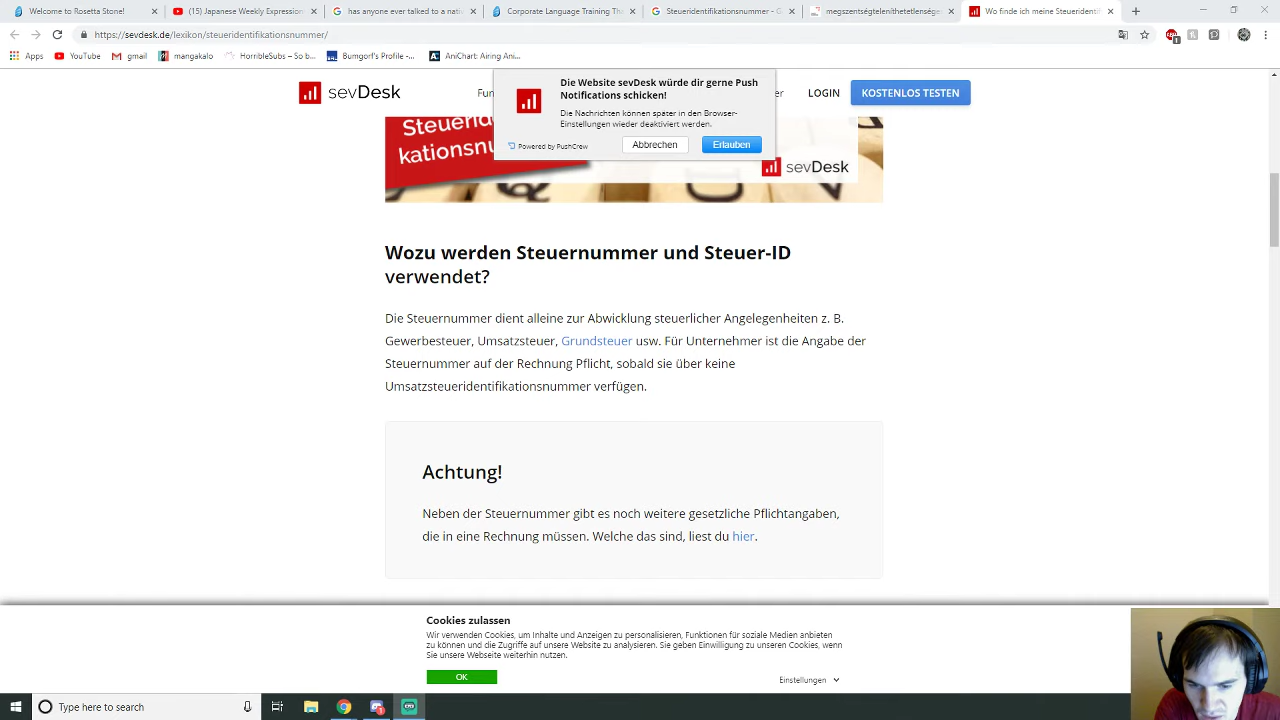 Welcome to Rosetta Store!
(15) Japanese Weekly Expression
has anyone ever talked to a nati
Corporate Language Training Tha
Steueridentifikationsnummer - G
megszentségtelenithetetlensége
Wo finde ich meine Steueridentif
https://sevdesk.de/lexikon/steueridentifikationsnummer/
Apps
YouTube
gmail
mangakalo
HorribleSubs – So b...
Bumgorf's Profile -...
AniChart: Airing Ani...
sevDesk
Fun
er
LOGIN
KOSTENLOS TESTEN
Die Website sevDesk würde dir gerne Push
Notifications schicken!
Die Nachrichten können später in den Browser-
Einstellungen wieder deaktiviert werden.
Powered by PushCrew
Abbrechen
Erlauben
Steuerid
kationsnu
sevDesk
Wozu werden Steuernummer und Steuer-ID
verwendet?
Die Steuernummer dient alleine zur Abwicklung steuerlicher Angelegenheiten z. B.
Gewerbesteuer, Umsatzsteuer, Grundsteuer usw. Für Unternehmer ist die Angabe der
Steuernummer auf der Rechnung Pflicht, sobald sie über keine
Umsatzsteueridentifikationsnummer verfügen.
Achtung!
Neben der Steuernummer gibt es noch weitere gesetzliche Pflichtangaben,
die in eine Rechnung müssen. Welche das sind, liest du hier.
Cookies zulassen
Wir verwenden Cookies, um Inhalte und Anzeigen zu personalisieren, Funktionen für soziale Medien anbieten
zu können und die Zugriffe auf unsere Website zu analysieren. Sie geben Einwilligung zu unseren Cookies, wenn
Sie unsere Webseite weiterhin nutzen.
OK
Einstellungen
Type here to search